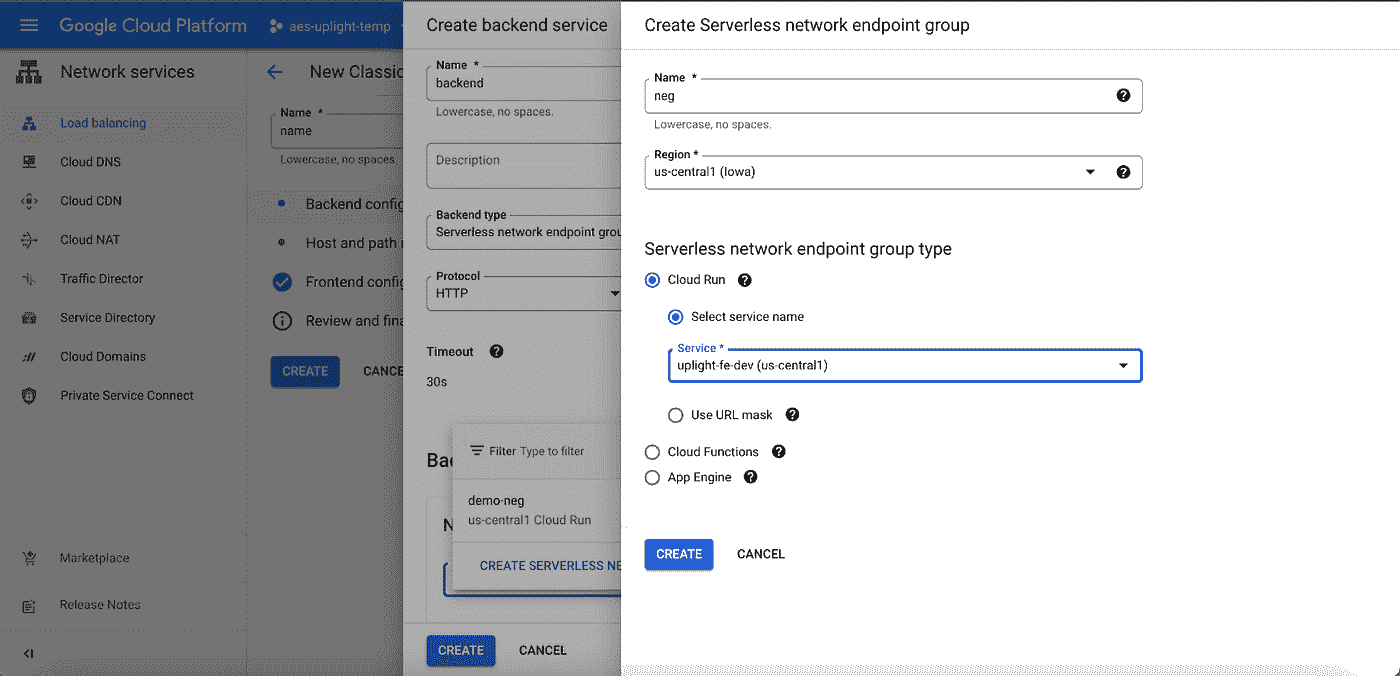 Google Cloud Platform
aes-uplight-temp
Network services
Load balancing
Cloud DNS
Cloud CDN
Cloud NAT
Traffic Director
Service Directory
Cloud Domains
Private Service Connect
Marketplace
Release Notes
New Classic
Name *
name
Lowercase, no spaces.
Backend config
Host and path
Frontend config
Review and fina
CREATE
CANCE
Create backend service
Name *
backend
Lowercase, no spaces.
Description
Backend type
Serverless network endpoint grou
Protocol
HTTP
Timeout
30s
Bac
N
Filter Type to filter
demo-neg
us-central1 Cloud Run
CREATE SERVERLESS NE
CREATE CANCEL
Create Serverless network endpoint group
Name *
neg
Lowercase, no spaces.
Region *
us-central1 (Iowa)
Serverless network endpoint group type
Cloud Run
Select service name
Service *
uplight-fe-dev (us-central1)
Use URL mask
Cloud Functions
App Engine
CREATE CANCEL